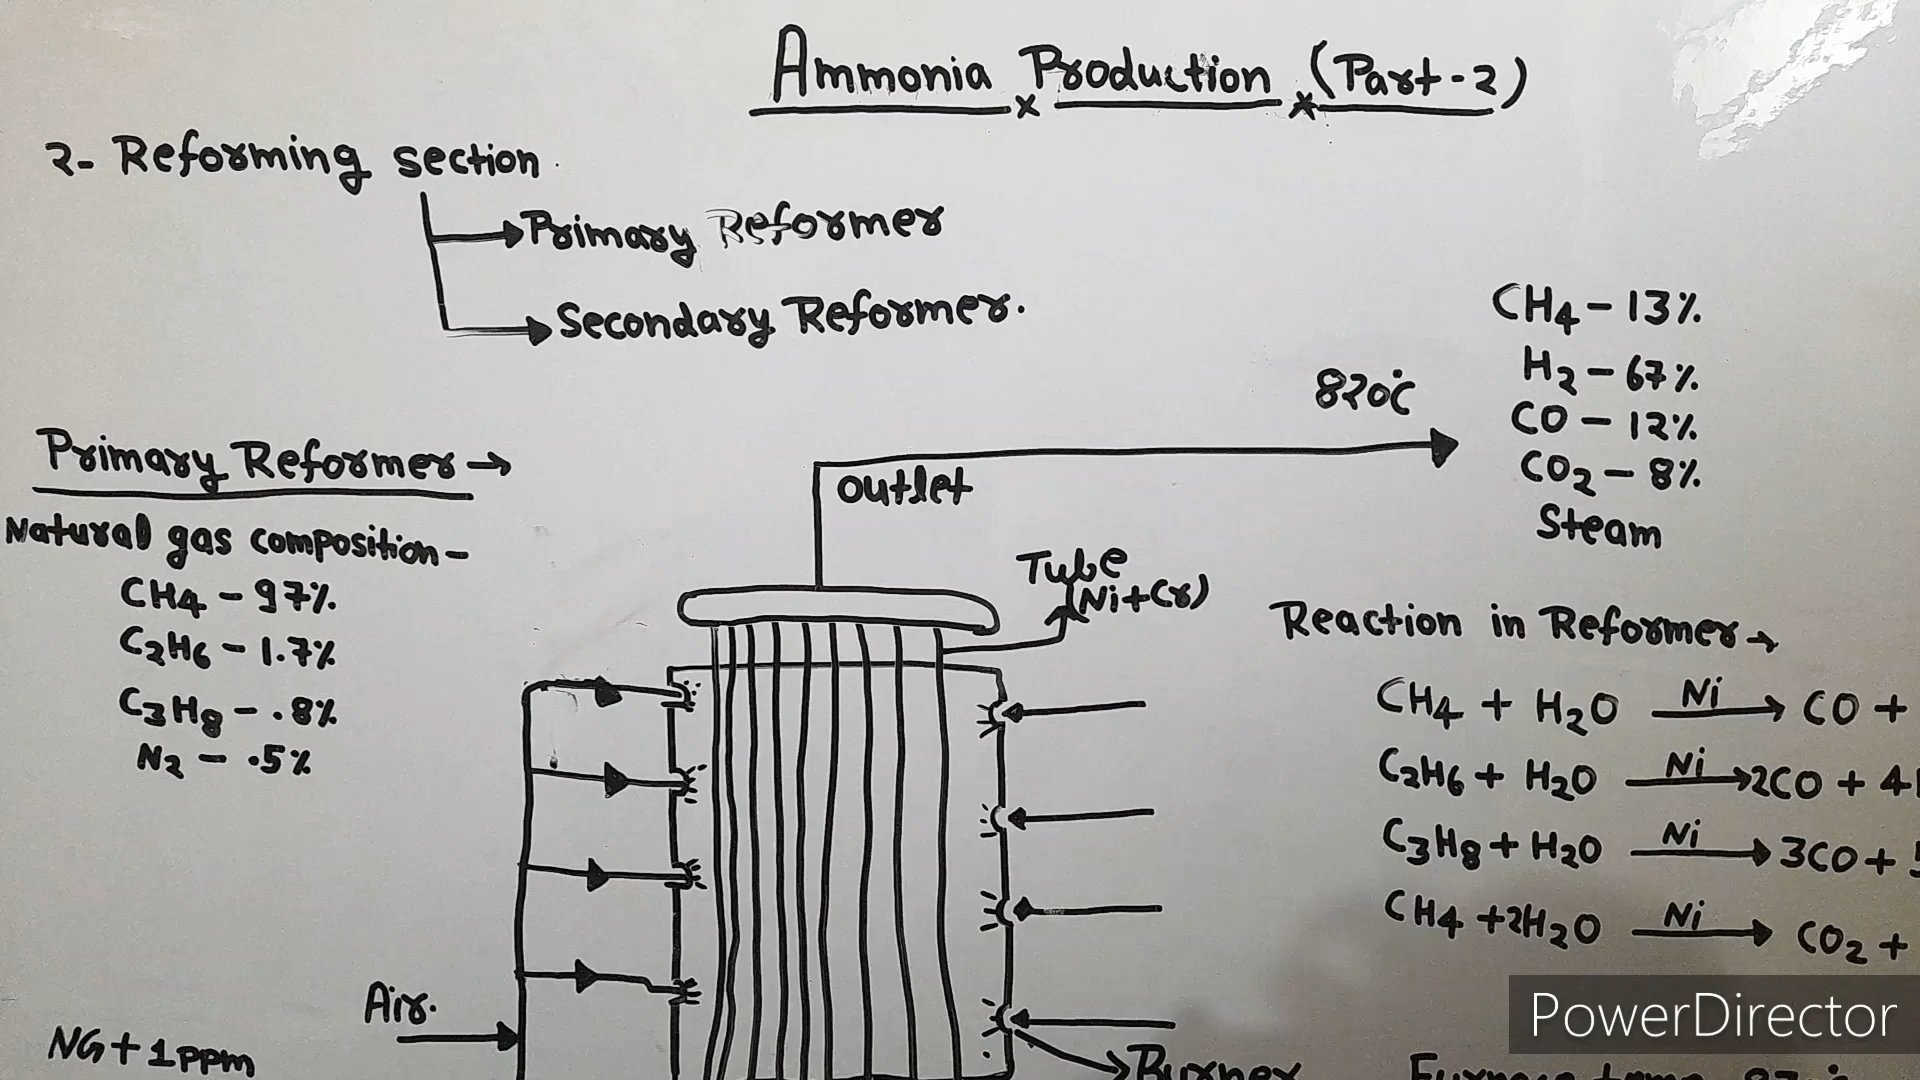 Ammonia Production (Part-2)
2- Reforming section
Primary Reformer
Secondary Reformer.
CH4 - 13%
H2 - 67%
CO - 12%
CO2 - 8%
Steam
820°C
outlet
Primary Reformer →
Natural gas composition -
CH4 - 97%
C2H6 - 1.7%
C3H8 - .8%
N2 - .5%
Tube
(Ni+Cr)
Reaction in Reformer →
CH4 + H2O Ni → CO +
C2H6 + H2O Ni → 2CO + 4
C3H8 + H2O Ni → 3CO +
CH4 + 2H2O Ni → CO2 +
Air.
NG + 1 ppm
Burner
PowerDirector